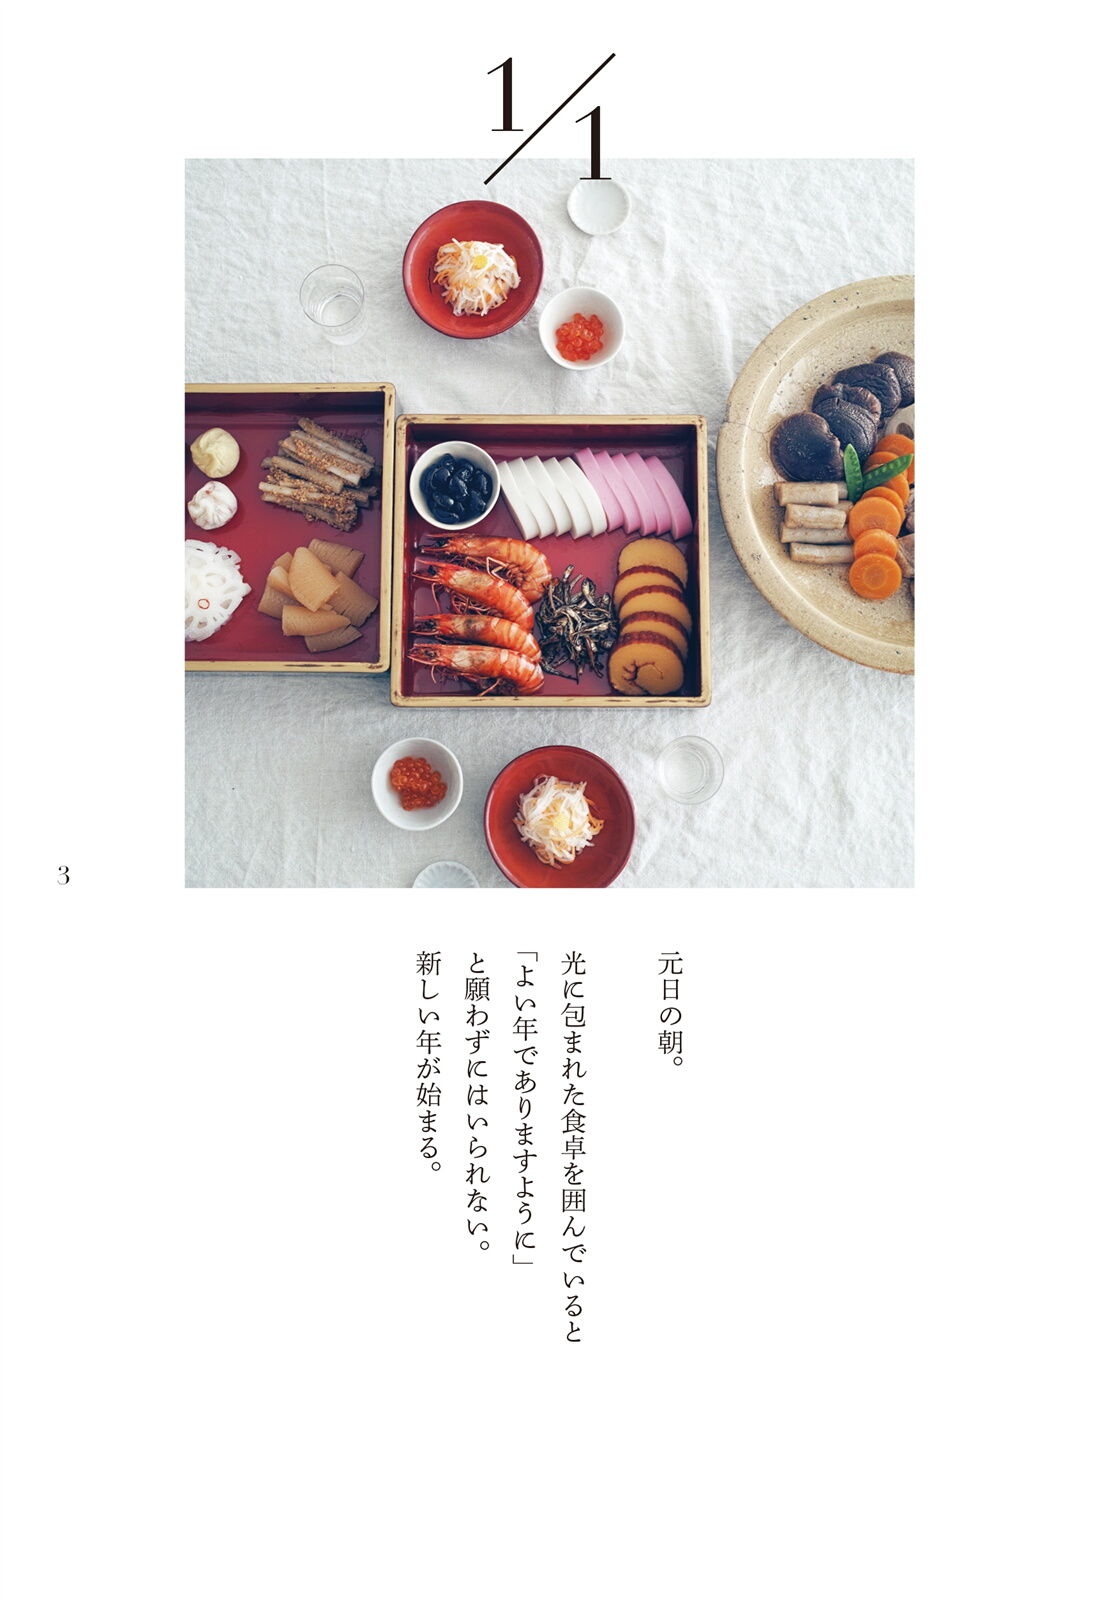 1/1
元日の朝。
光に包まれた食卓を囲んでいると
「よい年でありますように」
と願わずにはいられない。
新しい年が始まる。
3